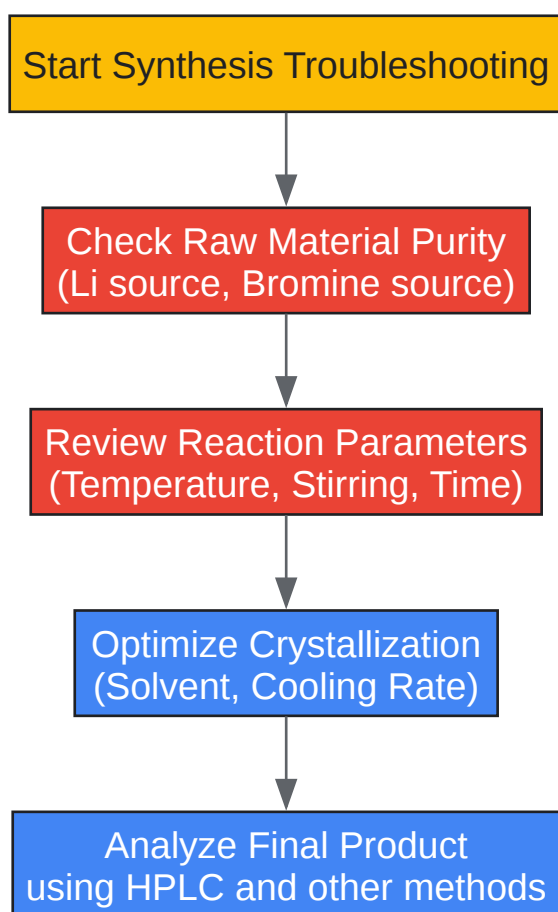 Start Synthesis Troubleshooting
Check Raw Material Purity
(Li source, Bromine source)
Review Reaction Parameters
(Temperature, Stirring, Time)
Optimize Crystallization
(Solvent, Cooling Rate)
Analyze Final Product
using HPLC and other methods